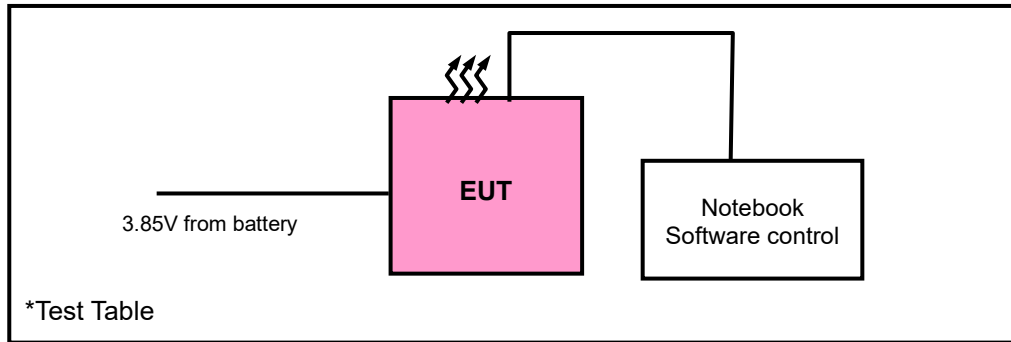 EUT
3.85V from battery
Notebook
Software control
*Test Table